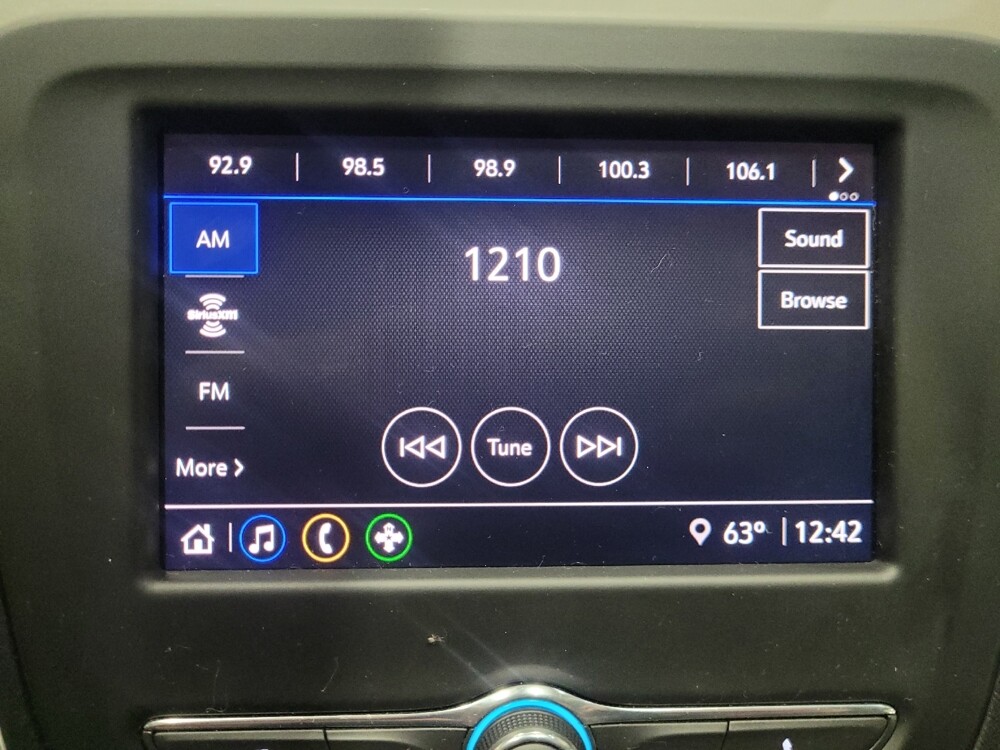 92.9 | 98.5 | 98.9 | 100.3 | 106.1 |
AM
1210
Sound
SiriusXM
Browse
FM
Tune
More >
63° | 12:42